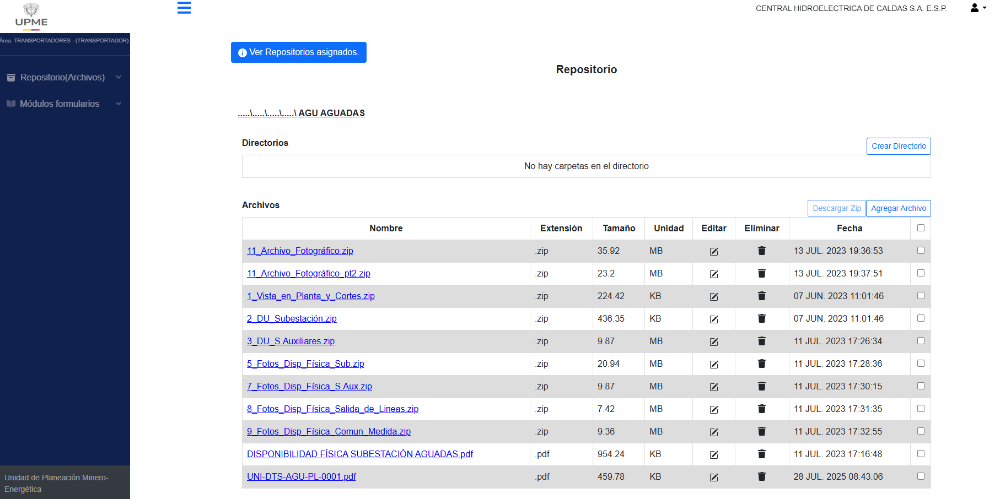 UPME
CENTRAL HIDROELECTRICA DE CALDAS S.A. E.S.P.
Área. TRANSPORTADORES - (TRANSPORTADOR)
Repositorio(Archivos)
Módulos formularios
Ver Repositorios asignados.
Repositorio
.....\.....\.....\.....\ AGU AGUADAS
Directorios
Crear Directorio
No hay carpetas en el directorio
Archivos
Descargar Zip Agregar Archivo
Nombre Extensión Tamaño Unidad Editar Eliminar Fecha
11_Archivo_Fotográfico.zip .zip 35.92 MB 13 JUL. 2023 19:36:53
11_Archivo_Fotográfico_pt2.zip .zip 23.2 MB 13 JUL. 2023 19:37:51
1_Vista_en_Planta_y_Cortes.zip .zip 224.42 KB 07 JUN. 2023 11:01:46
2_DU_Subestación.zip .zip 436.35 KB 07 JUN. 2023 11:01:46
3_DU_S.Auxiliares.zip .zip 9.87 MB 11 JUL. 2023 17:26:34
5_Fotos_Disp_Física_Sub.zip .zip 20.94 MB 11 JUL. 2023 17:28:36
7_Fotos_Disp_Física_S.Aux.zip .zip 9.87 MB 11 JUL. 2023 17:30:15
8_Fotos_Disp_Física_Salida_de_Lineas.zip .zip 7.42 MB 11 JUL. 2023 17:31:35
9_Fotos_Disp_Física_Comun_Medida.zip .zip 9.36 MB 11 JUL. 2023 17:32:55
DISPONIBILIDAD FÍSICA SUBESTACIÓN AGUADAS.pdf .pdf 954.24 KB 11 JUL. 2023 17:16:48
UNI-DTS-AGU-PL-0001.pdf .pdf 459.78 KB 28 JUL. 2025 08:43:06
Unidad de Planeación Minero-
Energética